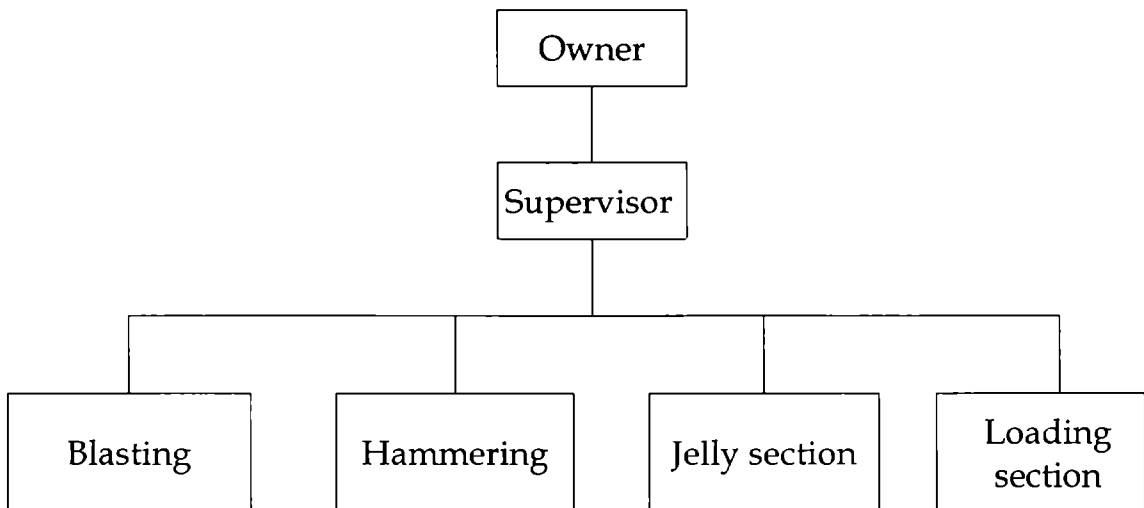 Owner
Supervisor
Blasting
Hammering
Jelly section
Loading
section